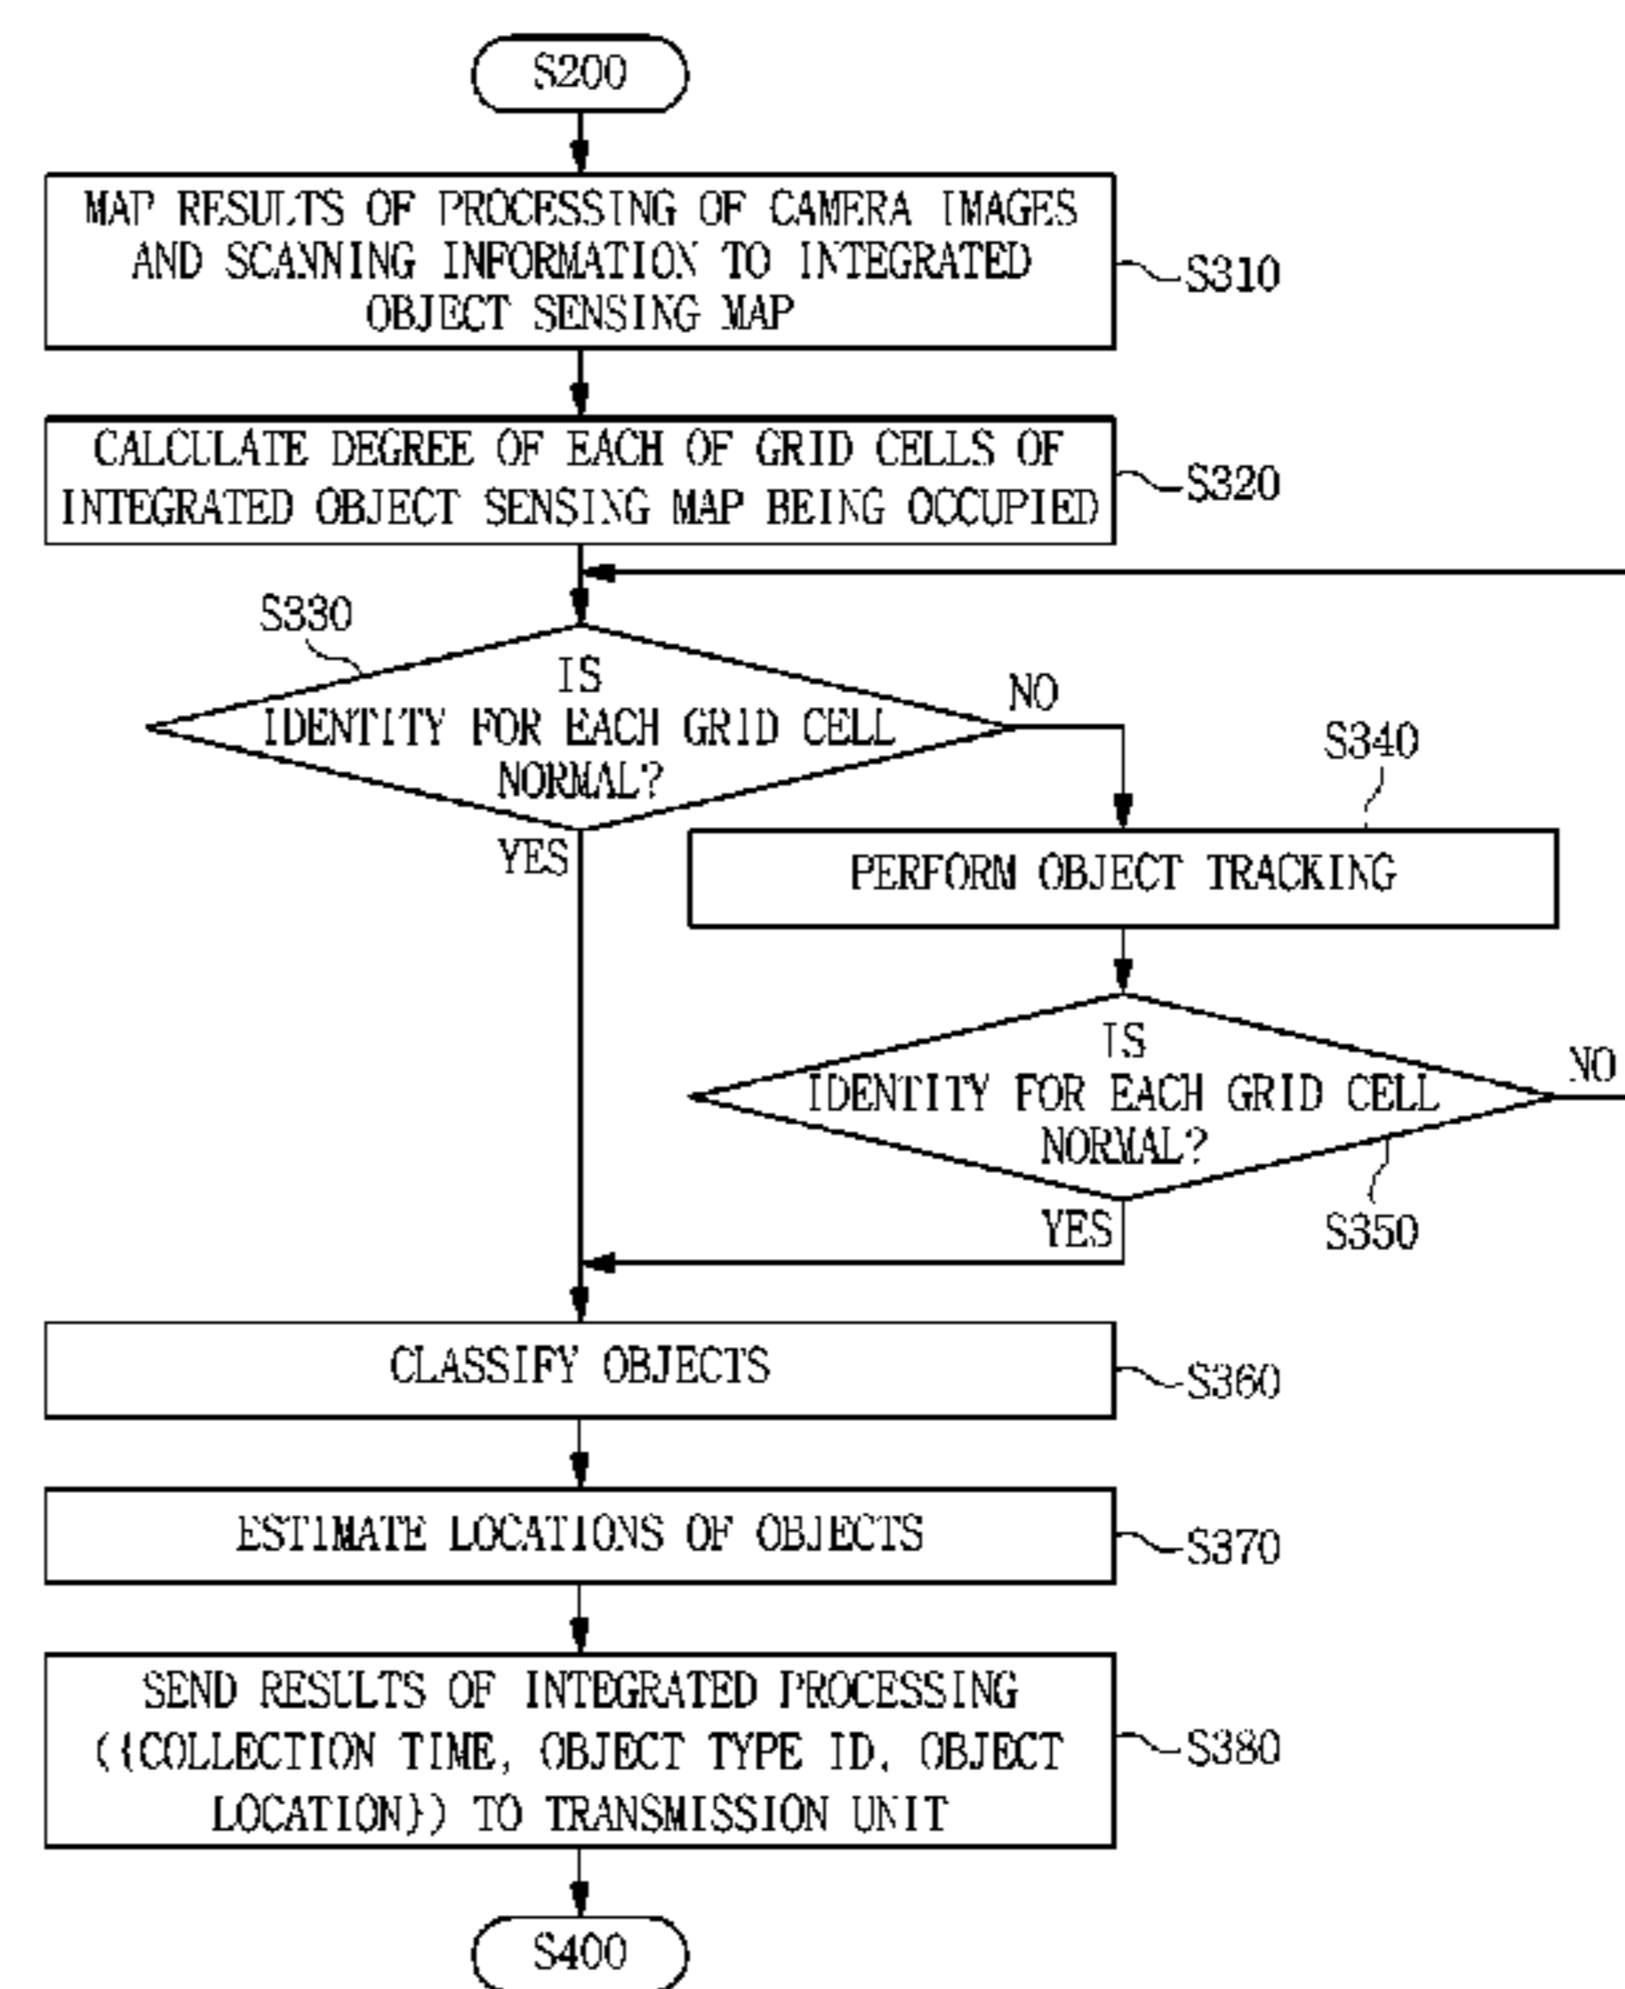 S200
MAP RESULTS OF PROCESSING OF CAMERA IMAGES
AND SCANNING INFORMATION TO INTEGRATED
OBJECT SENSING MAP
S310
CALCULATE DEGREE OF EACH OF GRID CELLS OF
INTEGRATED OBJECT SENSING MAP BEING OCCUPIED
S320
S330
IS
IDENTITY FOR EACH GRID CELL
NORMAL?
NO
YES
S340
PERFORM OBJECT TRACKING
IS
IDENTITY FOR EACH GRID CELL
NORMAL?
NO
YES
S350
CLASSIFY OBJECTS
S360
ESTIMATE LOCATIONS OF OBJECTS
S370
SEND RESULTS OF INTEGRATED PROCESSING
({COLLECTION TIME, OBJECT TYPE ID, OBJECT
LOCATION}) TO TRANSMISSION UNIT
S380
S400